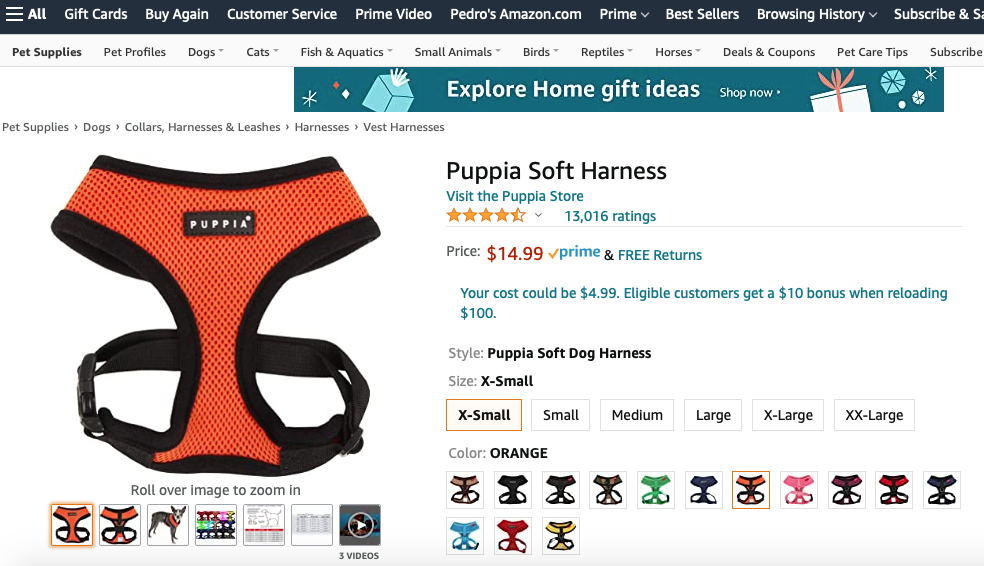 All Gift Cards Buy Again Customer Service Prime Video Pedro's Amazon.com Prime Best Sellers Browsing History Subscribe & Sa
Pet Supplies Pet Profiles Dogs Cats Fish & Aquatics Small Animals Birds Reptiles Horses Deals & Coupons Pet Care Tips Subscribe
Explore Home gift ideas Shop now
Pet Supplies › Dogs › Collars, Harnesses & Leashes › Harnesses › Vest Harnesses
PUPPIA
Roll over image to zoom in
3 VIDEOS
Puppia Soft Harness
Visit the Puppia Store
13,016 ratings
Price: $14.99 prime & FREE Returns
Your cost could be $4.99. Eligible customers get a $10 bonus when reloading
$100.
Style: Puppia Soft Dog Harness
Size: X-Small
X-Small Small Medium Large X-Large XX-Large
Color: ORANGE